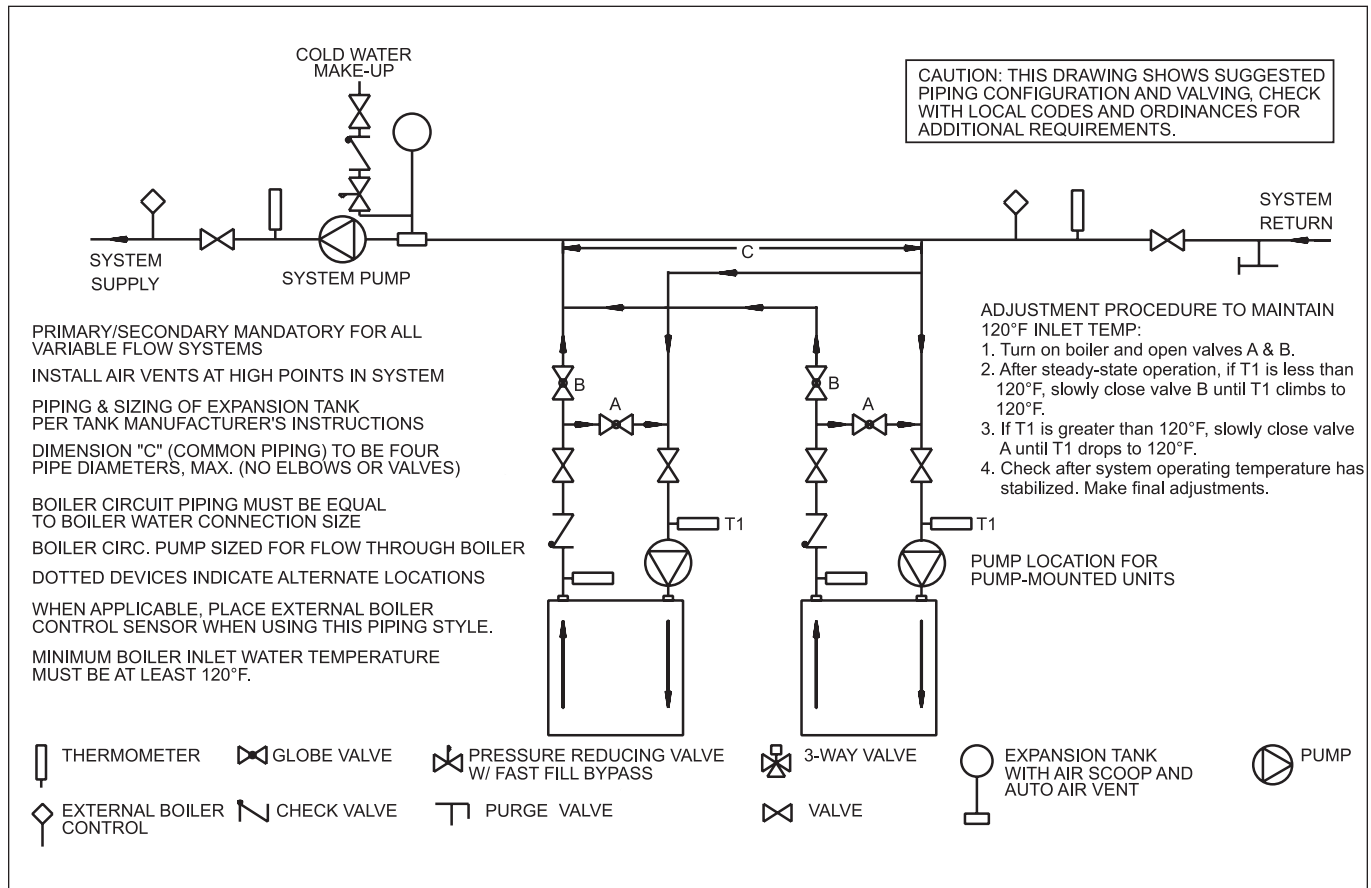 COLD WATER
MAKE-UP
CAUTION: THIS DRAWING SHOWS SUGGESTED
PIPING CONFIGURATION AND VALVING, CHECK
WITH LOCAL CODES AND ORDINANCES FOR
ADDITIONAL REQUIREMENTS.
SYSTEM
RETURN
SYSTEM
SUPPLY
SYSTEM PUMP
C
PRIMARY/SECONDARY MANDATORY FOR ALL
VARIABLE FLOW SYSTEMS
INSTALL AIR VENTS AT HIGH POINTS IN SYSTEM
PIPING & SIZING OF EXPANSION TANK
PER TANK MANUFACTURER'S INSTRUCTIONS
DIMENSION "C" (COMMON PIPING) TO BE FOUR
PIPE DIAMETERS, MAX. (NO ELBOWS OR VALVES)
BOILER CIRCUIT PIPING MUST BE EQUAL
TO BOILER WATER CONNECTION SIZE
BOILER CIRC. PUMP SIZED FOR FLOW THROUGH BOILER
DOTTED DEVICES INDICATE ALTERNATE LOCATIONS
WHEN APPLICABLE, PLACE EXTERNAL BOILER
CONTROL SENSOR WHEN USING THIS PIPING STYLE.
MINIMUM BOILER INLET WATER TEMPERATURE
MUST BE AT LEAST 120°F.
B
A
T1
B
A
T1
ADJUSTMENT PROCEDURE TO MAINTAIN
120°F INLET TEMP:
1. Turn on boiler and open valves A & B.
2. After steady-state operation, if T1 is less than
120°F, slowly close valve B until T1 climbs to
120°F.
3. If T1 is greater than 120°F, slowly close valve
A until T1 drops to 120°F.
4. Check after system operating temperature has
stabilized. Make final adjustments.
PUMP LOCATION FOR
PUMP-MOUNTED UNITS
THERMOMETER
GLOBE VALVE
PRESSURE REDUCING VALVE
W/ FAST FILL BYPASS
3-WAY VALVE
EXPANSION TANK
WITH AIR SCOOP AND
AUTO AIR VENT
PUMP
EXTERNAL BOILER
CONTROL
CHECK VALVE
PURGE VALVE
VALVE